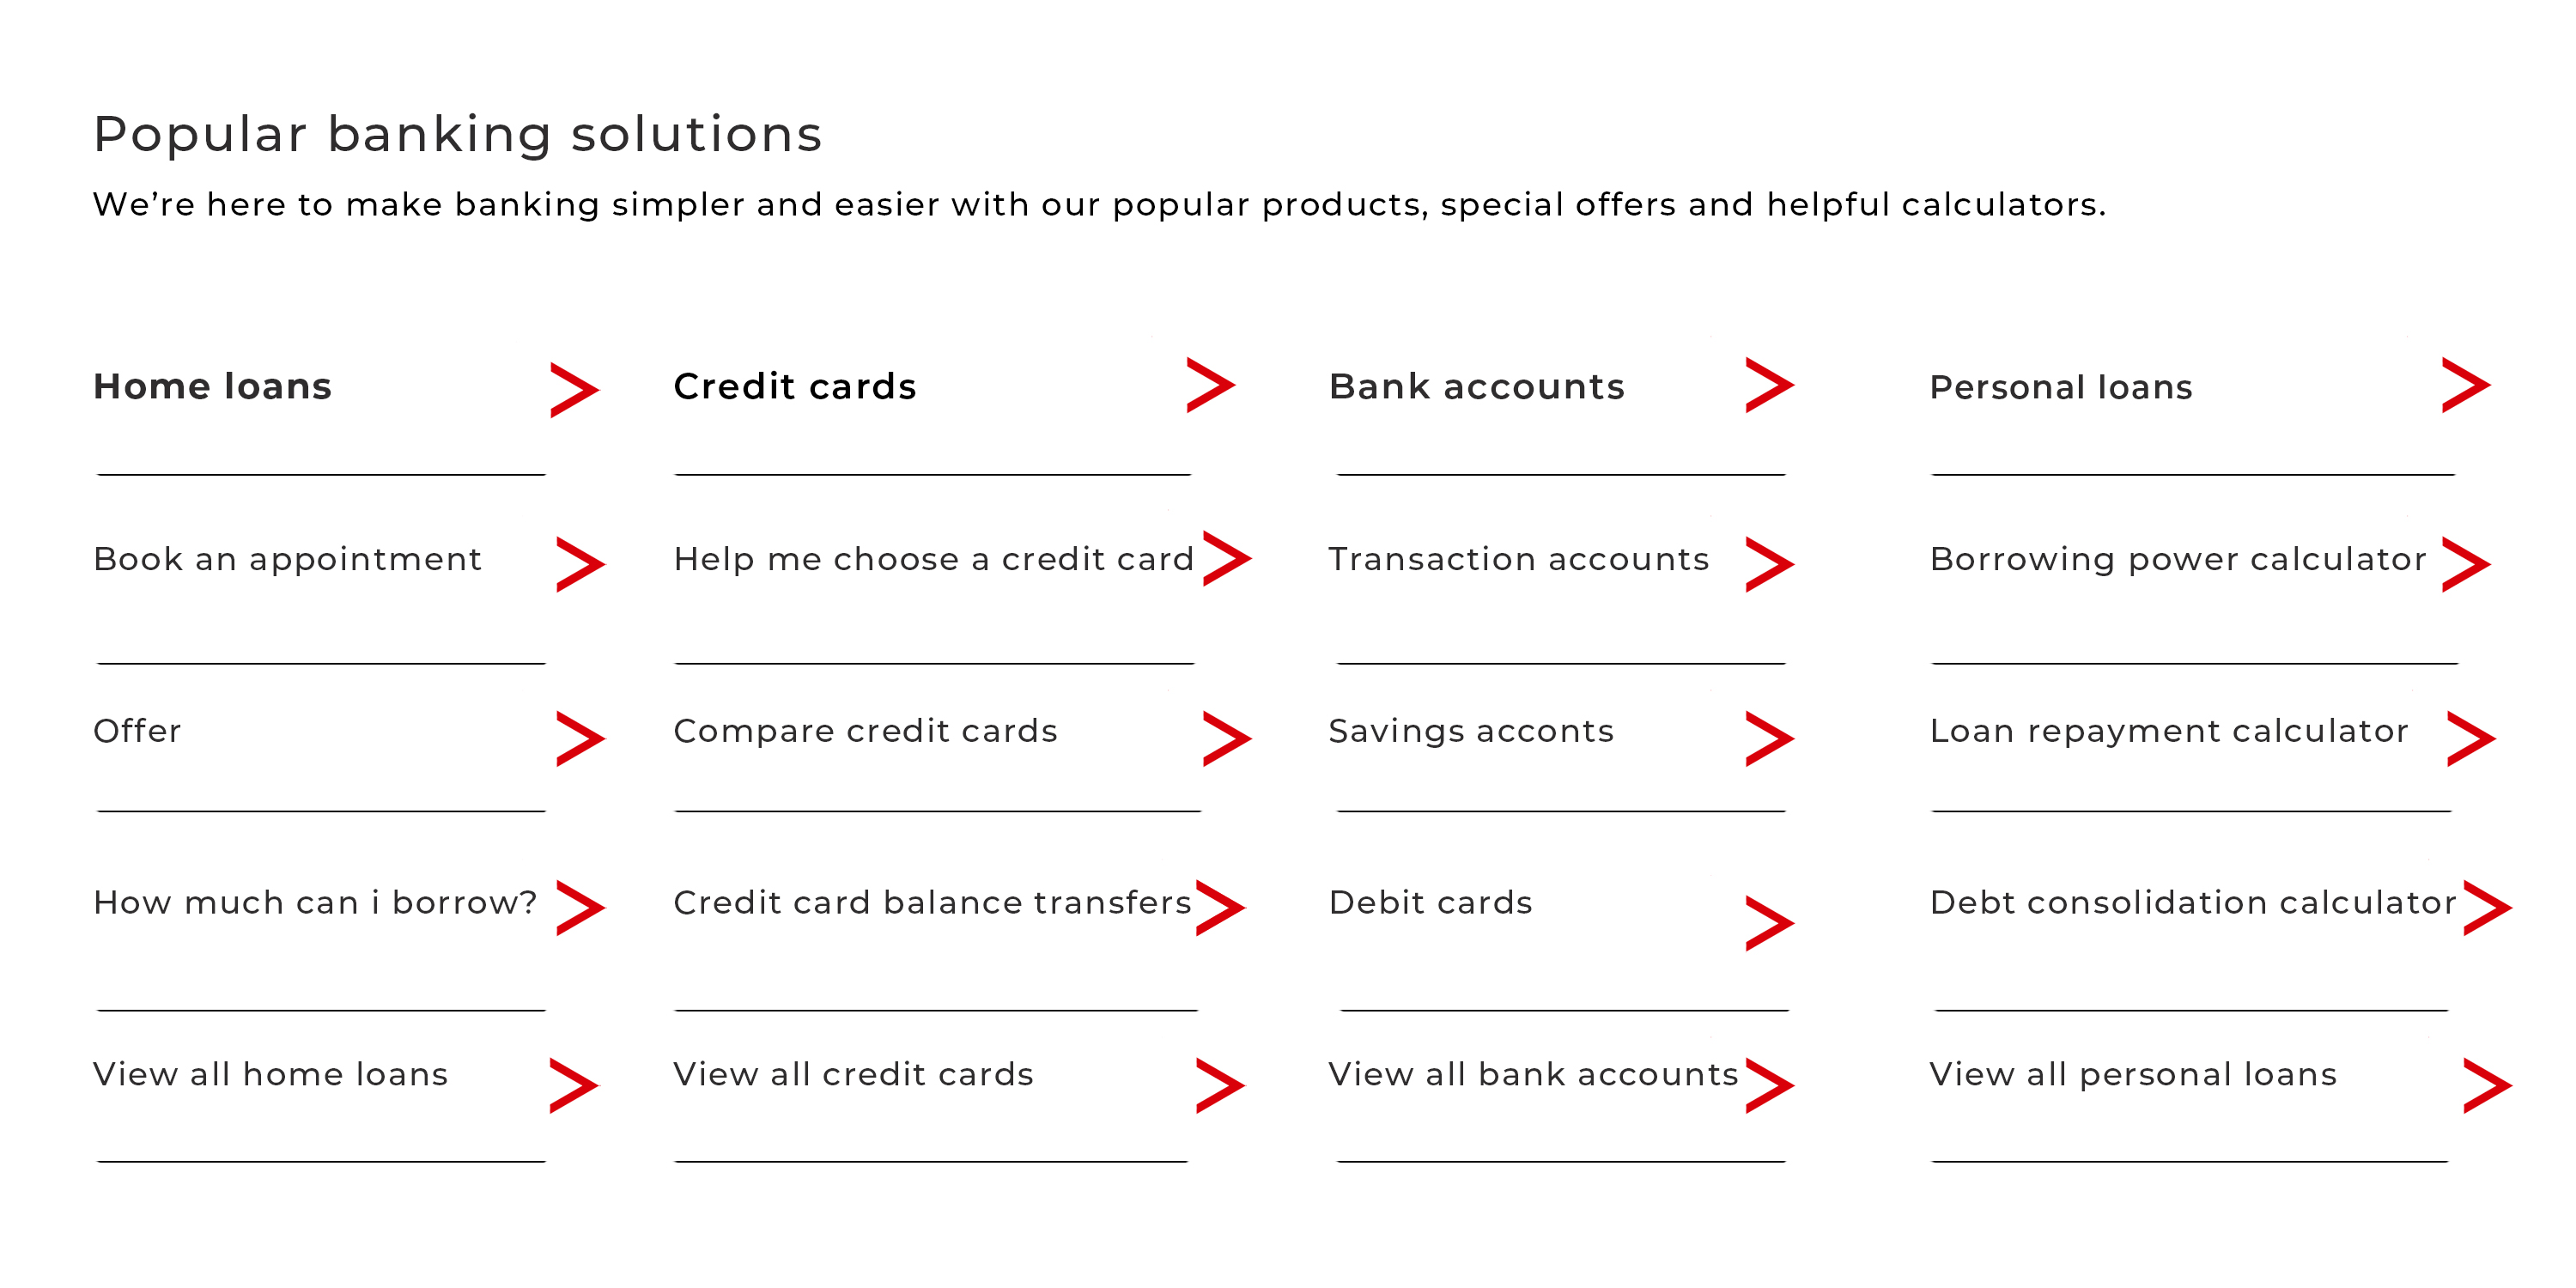 Popular banking solutions
We’re here to make banking simpler and easier with our popular products, special offers and helpful calculators.
Home loans
Book an appointment
Offer
How much can i borrow?
View all home loans
Credit cards
Help me choose a credit card
Compare credit cards
Credit card balance transfers
View all credit cards
Bank accounts
Transaction accounts
Savings acconts
Debit cards
View all bank accounts
Personal loans
Borrowing power calculator
Loan repayment calculator
Debt consolidation calculator
View all personal loans